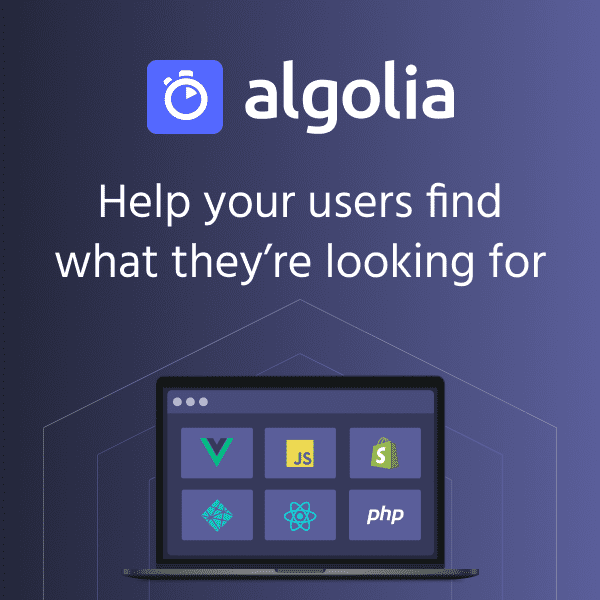 algolia
Help your users find
what they’re looking for
JS
S
php